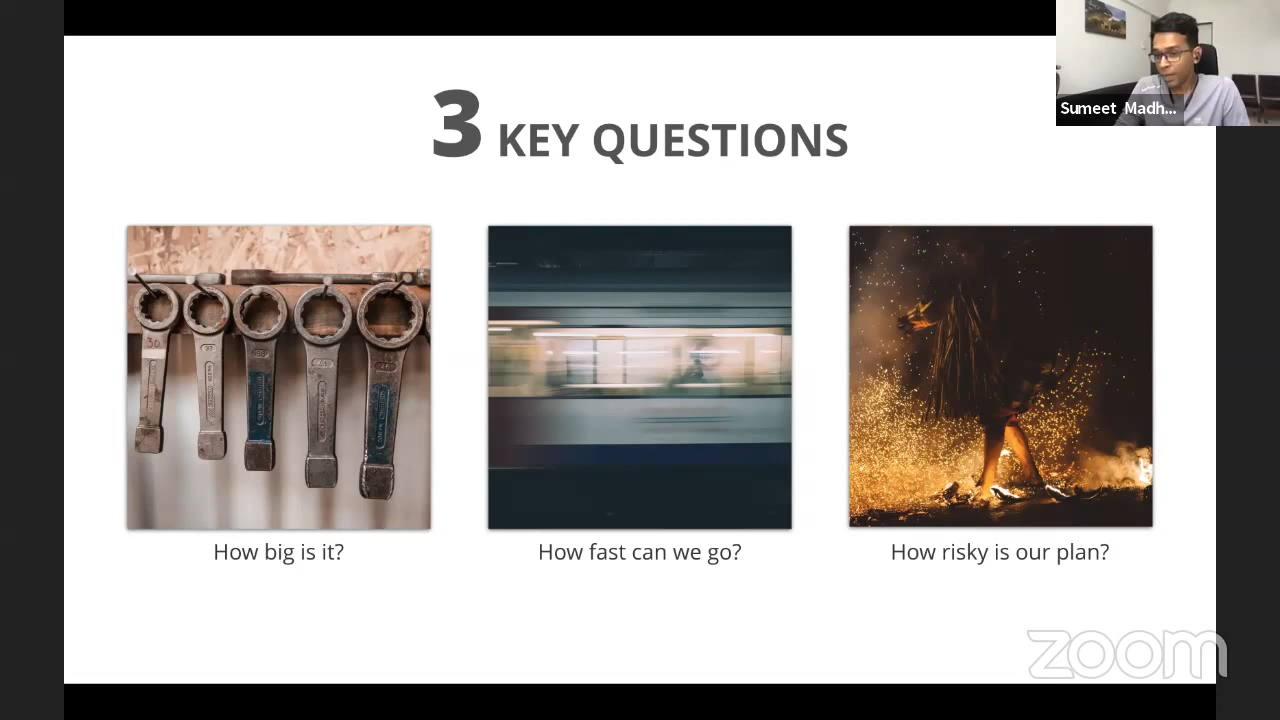 3 KEY QUESTIONS
Sumeet Madh...
30
How big is it?
How fast can we go?
How risky is our plan?
zoom